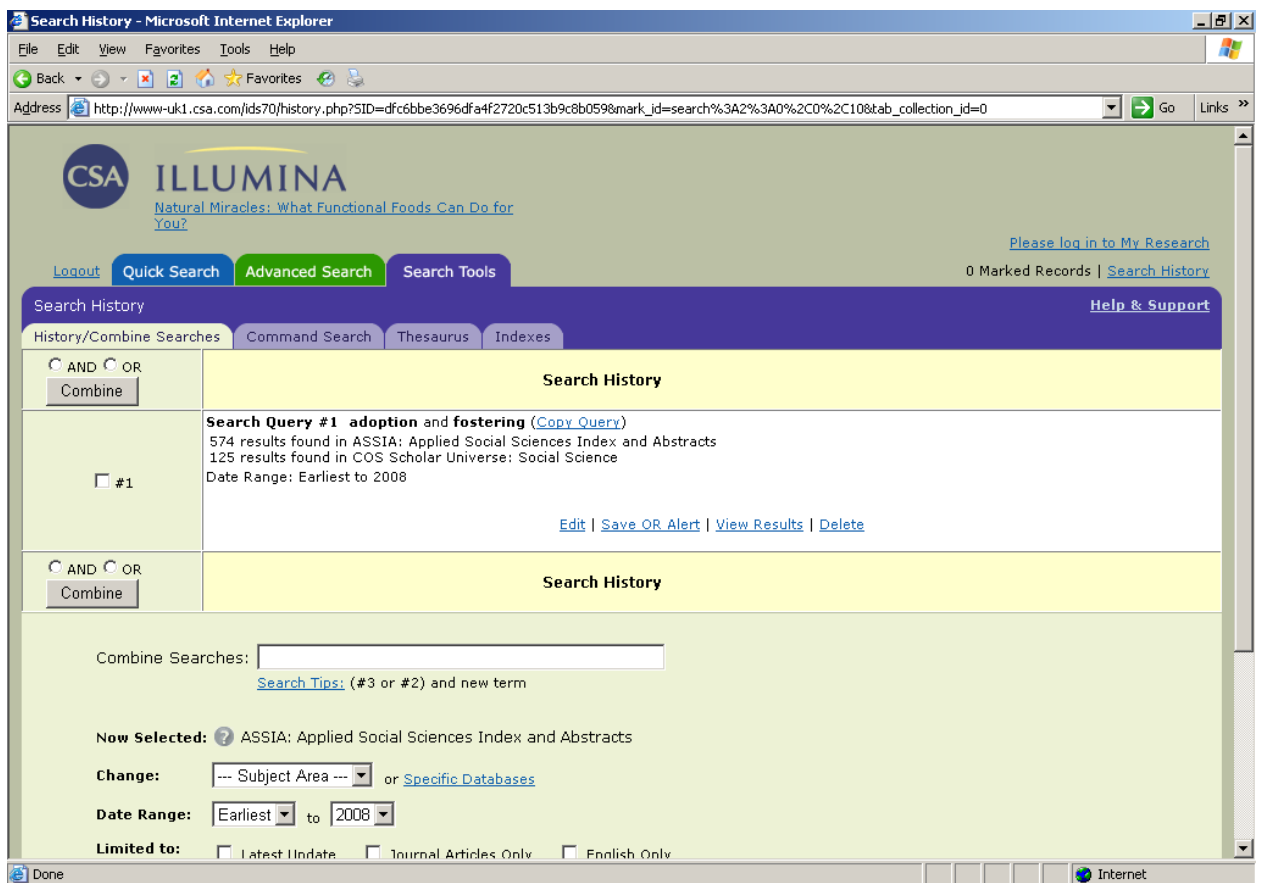 Search History - Microsoft Internet Explorer
File Edit View Favorites Tools Help
Back Favorites
Address http://www-uk1.csa.com/ids70/history.php?SID=dfc6bbe3696dfa4f2720c513b9c8b059&mark_id=search%3A2%3A0%2C0%2C10&tab_collection_id=0 Go Links »
CSA ILLUMINA
Natural Miracles: What Functional Foods Can Do for
You?
Please log in to My Research
Logout Quick Search Advanced Search Search Tools 0 Marked Records | Search History
Search History Help & Support
History/Combine Searches Command Search Thesaurus Indexes
AND OR
Combine Search History
Search Query #1 adoption and fostering (Copy Query)
574 results found in ASSIA: Applied Social Sciences Index and Abstracts
125 results found in COS Scholar Universe: Social Science
Date Range: Earliest to 2008
#1
Edit | Save OR Alert | View Results | Delete
AND OR
Combine Search History
Combine Searches:
Search Tips: (#3 or #2) and new term
Now Selected: ? ASSIA: Applied Social Sciences Index and Abstracts
Change: --- Subject Area --- or Specific Databases
Date Range: Earliest to 2008
Limited to: Latest Update Journal Articles Only English Only
Done Internet